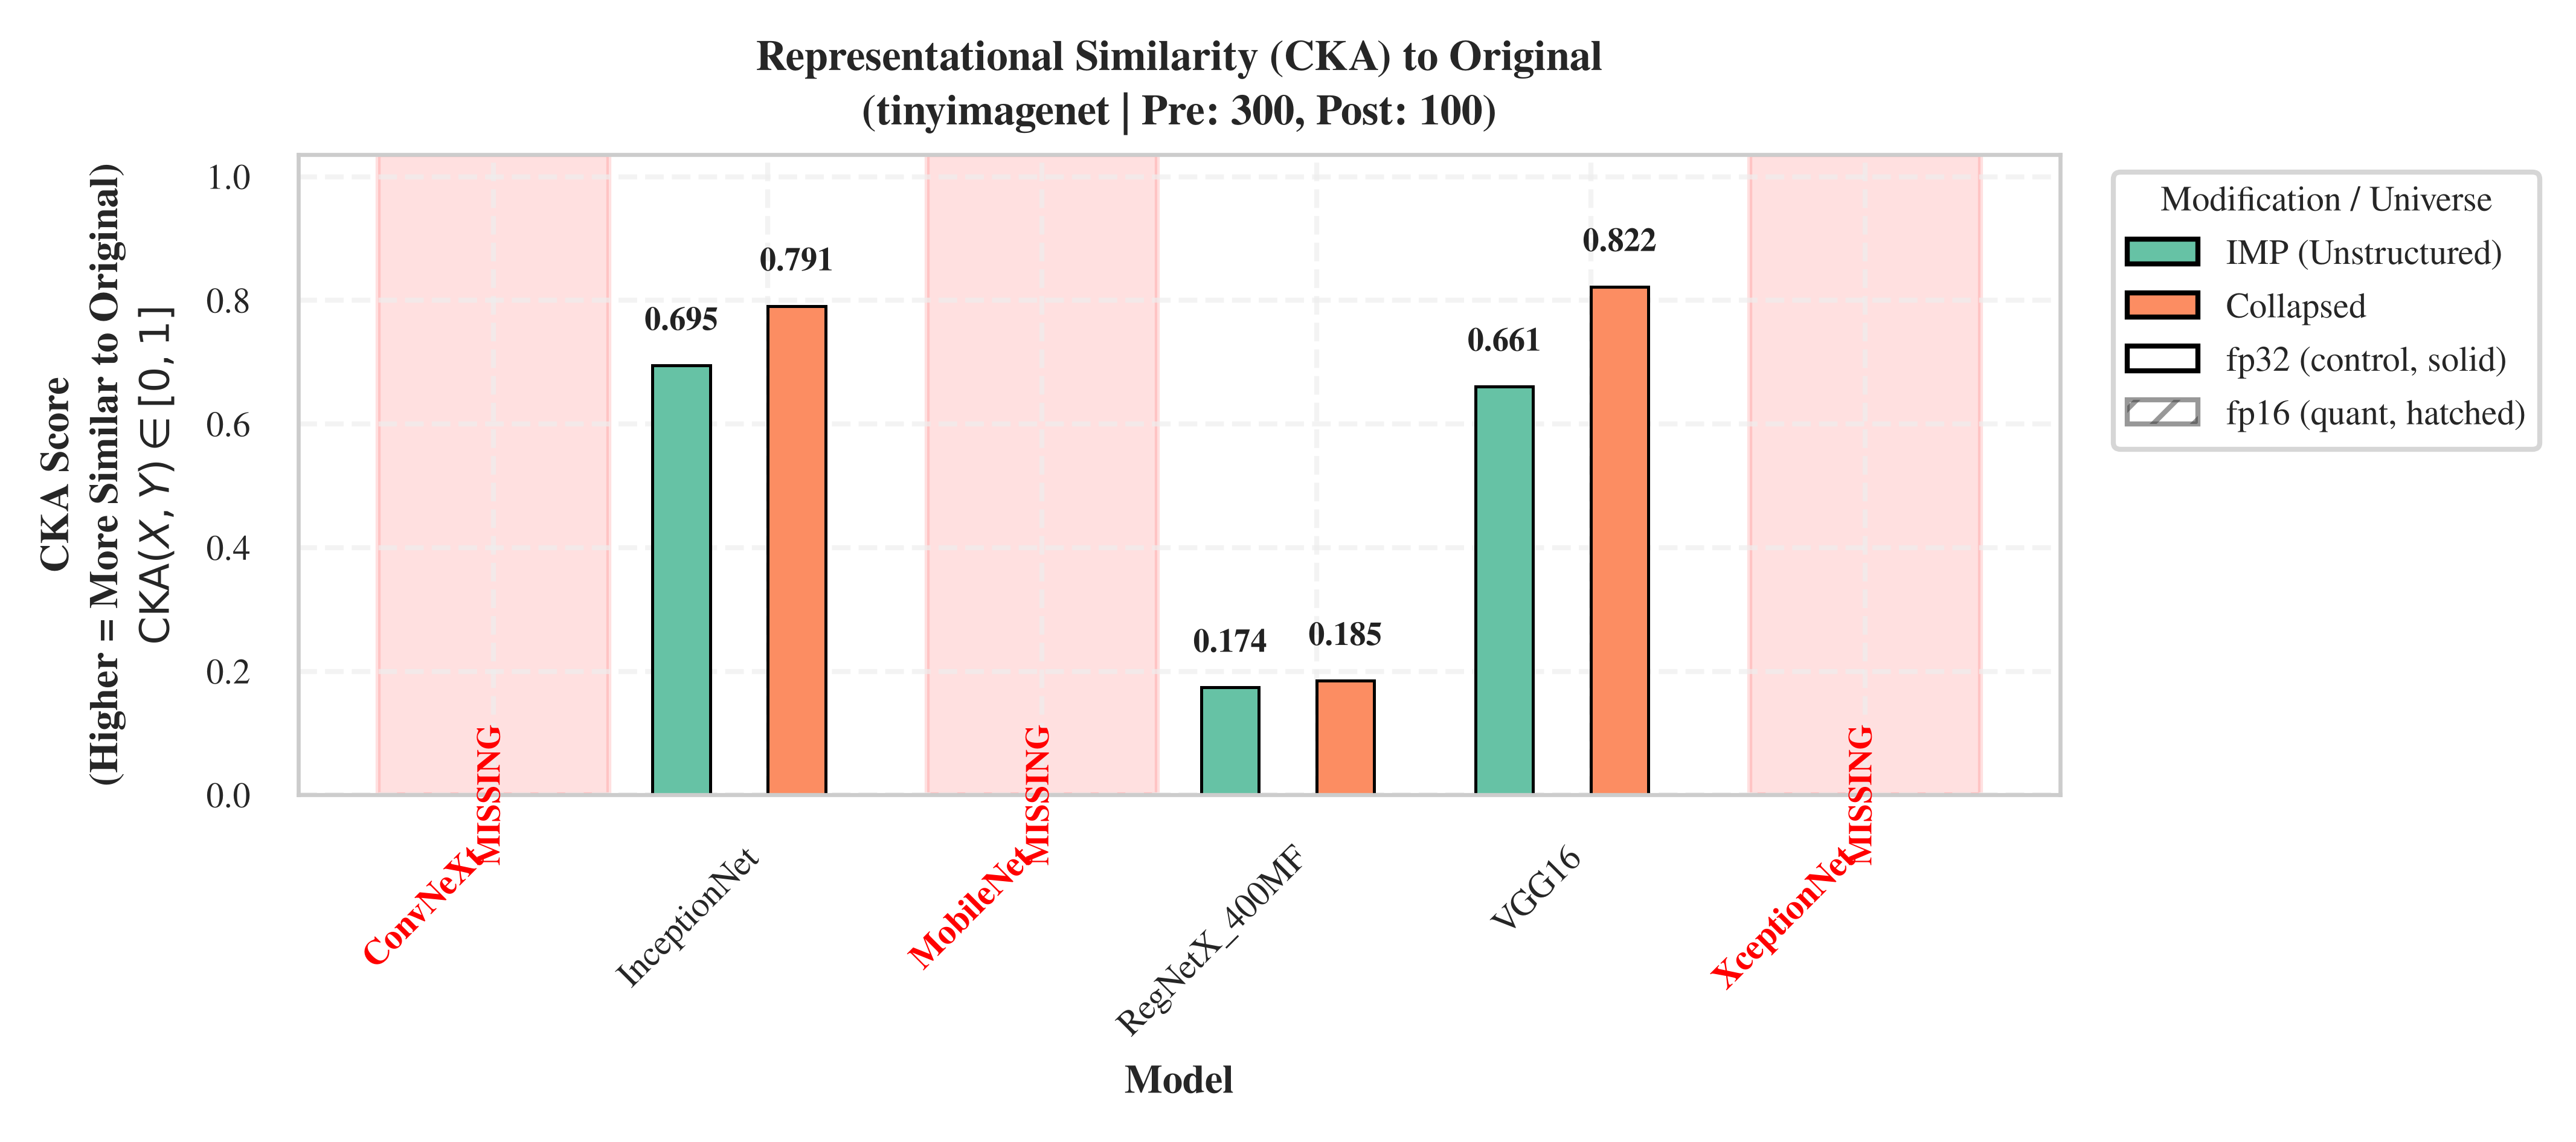 Representational Similarity (CKA) to Original
(tinyimagenet | Pre: 300, Post: 100)
CKA Score
(Higher = More Similar to Original)
CKA(X, Y) ∈ [0, 1]
1.0
0.8
0.6
0.4
0.2
0.0
0.695
0.791
0.174
0.185
0.661
0.822
MISSING
MISSING
MISSING
ConvNeXt
InceptionNet
MobileNet
RegNetX_400MF
VGG16
XceptionNet
Model
Modification / Universe
IMP (Unstructured)
Collapsed
fp32 (control, solid)
fp16 (quant, hatched)